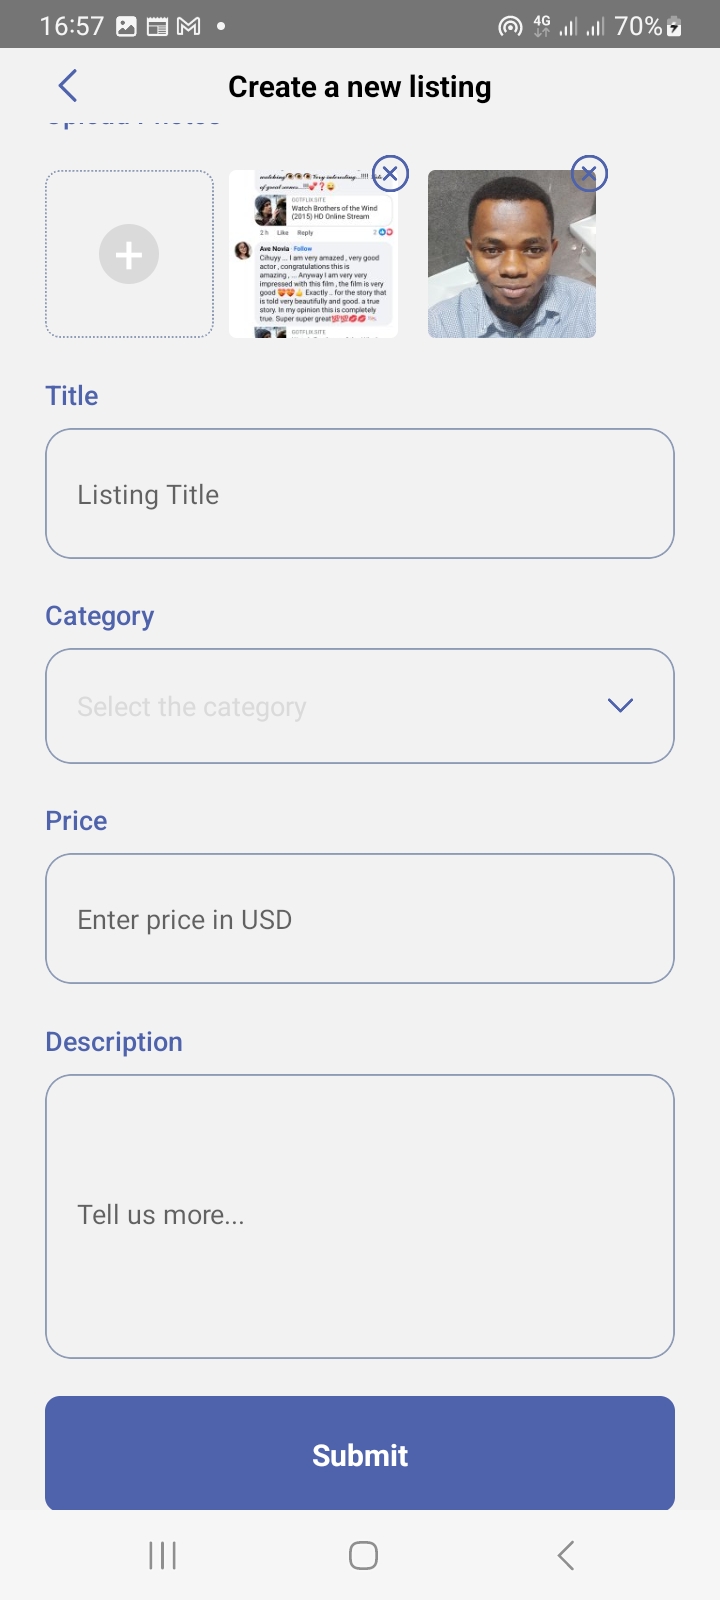 16:57
4G
70%
Create a new listing
Upload Photos
watching👁👁👁 Very interesting...!!!!
of great scenes...!!!💕❓😄
GOTFLIX.SITE
Watch Brothers of the Wind
(2015) HD Online Stream
2 h Like Reply 2
Ave Novia · Follow
Cihuyy ... I am very amazed , very good
actor , congratulations this is
amazing , ... Anyway I am very very
impressed with this film , the film is very
good 😍😍👍 Exactly .. for the story that
is told very beautifully and good. a true
story. In my opinion this is completely
true. Super super great💯💯💋💋
GOTFLIX.SITE
Title
Listing Title
Category
Select the category
Price
Enter price in USD
Description
Tell us more...
Submit